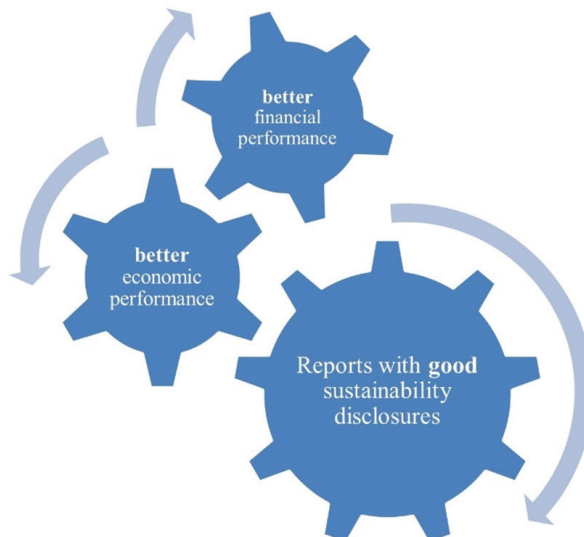 better
financial
performance
better
economic
performance
Reports with good
sustainability
disclosures